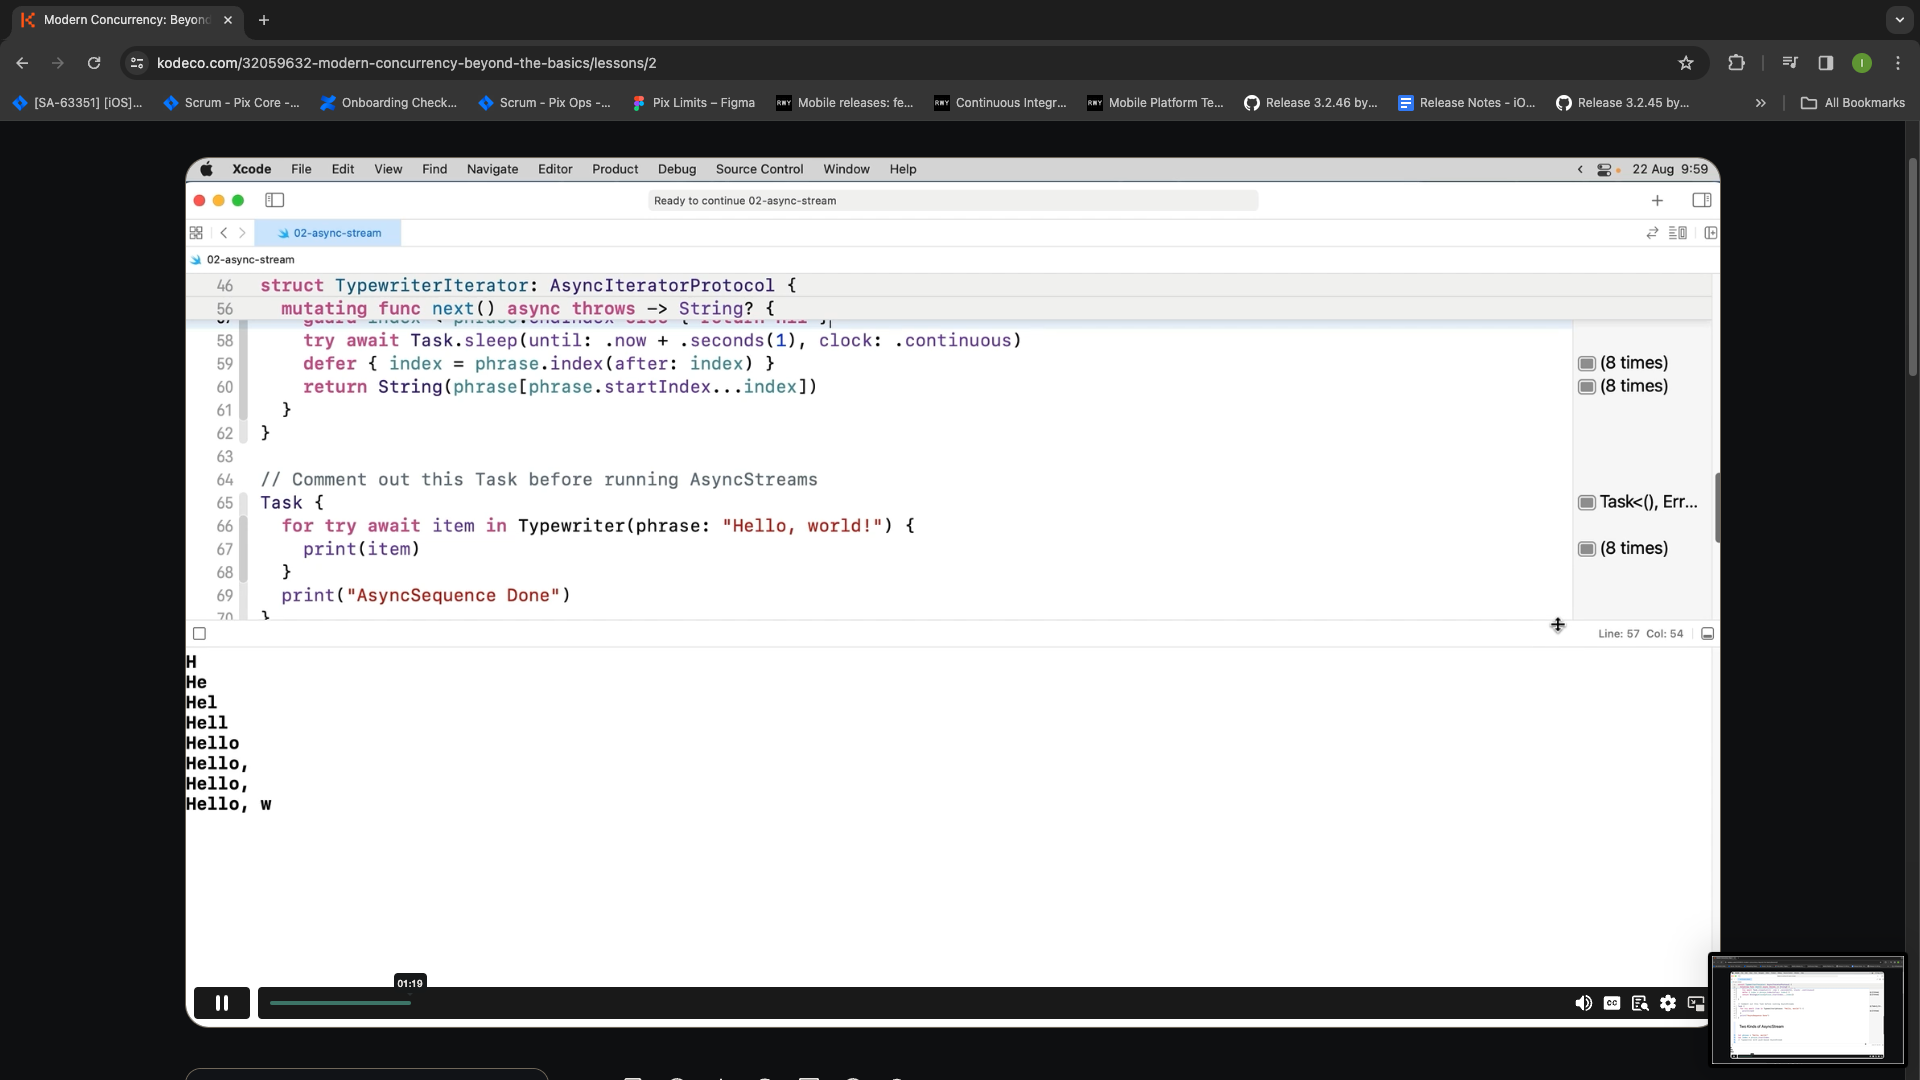 Modern Concurrency: Beyon
kodeco.com/32059632-modern-concurrency-beyond-the-basics/lessons/2
I
[SA-63351] [iOS]...
Scrum - Pix Core -...
Onboarding Check...
Scrum - Pix Ops -...
Pix Limits – Figma
Mobile releases: fe...
Continuous Integr...
Mobile Platform Te...
Release 3.2.46 by...
Release Notes - iO...
Release 3.2.45 by...
All Bookmarks
Xcode File Edit View Find Navigate Editor Product Debug Source Control Window Help
22 Aug 9:59
Ready to continue 02-async-stream
02-async-stream
02-async-stream
46 struct TypewriterIterator: AsyncIteratorProtocol {
56 mutating func next() async throws -> String? {
58 try await Task.sleep(until: .now + .seconds(1), clock: .continuous)
59 defer { index = phrase.index(after: index) }
(8 times)
60 return String(phrase[phrase.startIndex...index])
(8 times)
61 }
62 }
63
64 // Comment out this Task before running AsyncStreams
65 Task {
Task<(), Err...
66 for try await item in Typewriter(phrase: "Hello, world!") {
67 print(item)
(8 times)
68 }
69 print("AsyncSequence Done")
70 }
Line: 57 Col: 54
H
He
Hel
Hell
Hello
Hello,
Hello,
Hello, w
01:19
CC